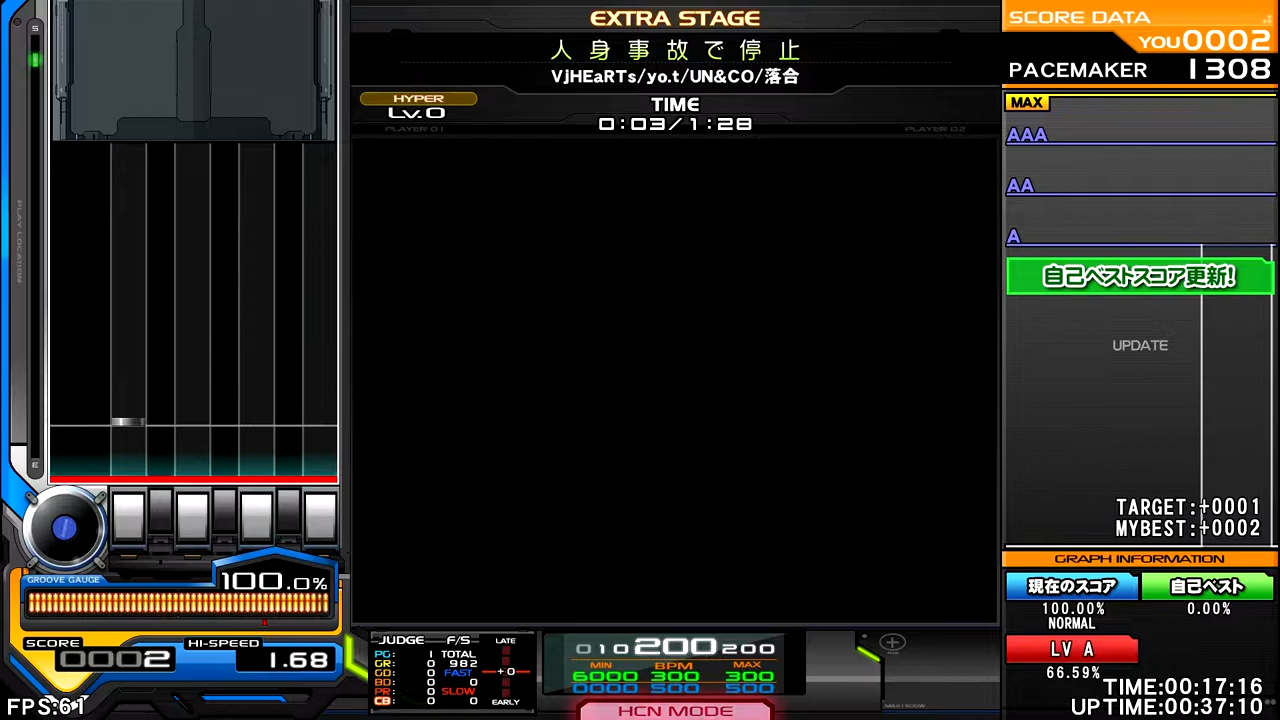 EXTRA STAGE
人身事故で停止
VjHEaRTs/yo.t/UN&CO/落合
HYPER
Lv.0
TIME
0:03/1:28
PLAYER 01
PLAYER 02
S
PLAY LOCATION
E
SCORE DATA
YOU 0002
PACEMAKER 1308
MAX
AAA
AA
A
自己ベストスコア更新!
UPDATE
TARGET:+0001
MYBEST:+0002
GRAPH INFORMATION
現在のスコア 自己ベスト
100.00% 0.00%
NORMAL
LV A
66.59%
TIME:00:17:16
UP TIME:00:37:10
GROOVE GAUGE
100.0%
SCORE
0002
HI-SPEED
1.68
FPS:61
JUDGE F/S LATE
PG: 1 TOTAL
GR: 0 982
GD: 0 FAST
BD: 0 0
PR: 0 SLOW
CB: 0 0
+0
EARLY
010 200 200
MIN BPM MAX
6000 300 300
0000 500 500
HCN MODE